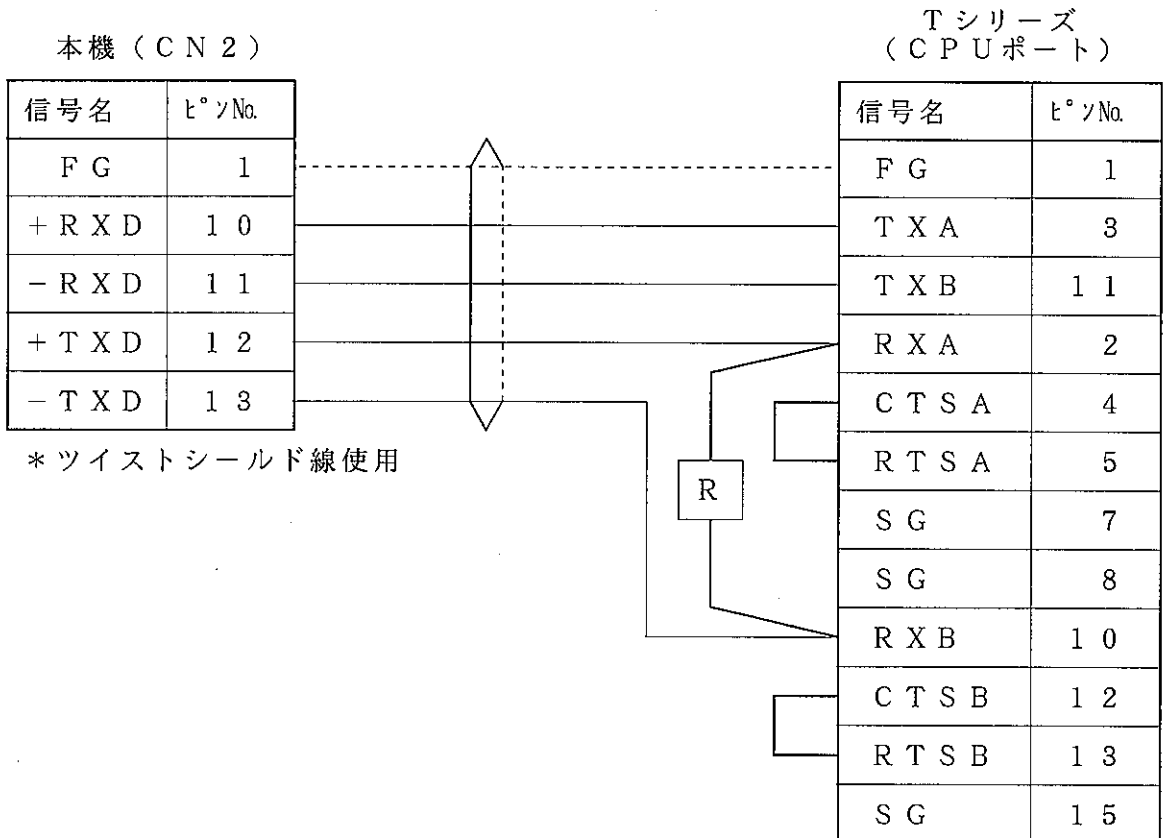 本機（CN2）
信号名 ピンNo.
FG 1
+RXD 10
-RXD 11
+TXD 12
-TXD 13
*ツイストシールド線使用
R
Tシリーズ
（CPUポート）
信号名 ピンNo.
FG 1
TXA 3
TXB 11
RXA 2
CTSA 4
RTSA 5
SG 7
SG 8
RXB 10
CTSB 12
RTSB 13
SG 15